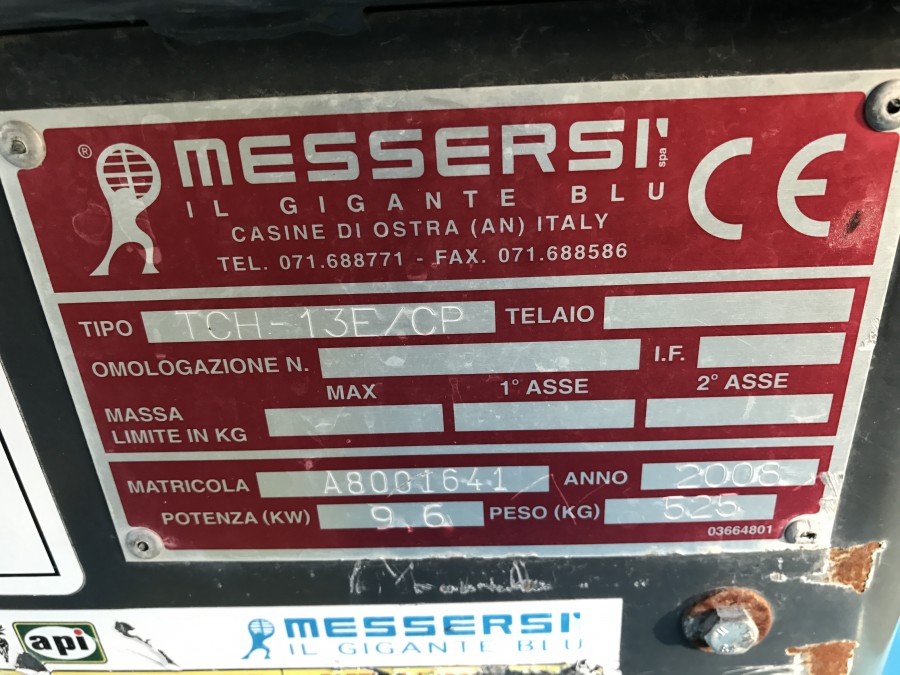 ® MESSERSI' spa CE
IL GIGANTE BLU
CASINE DI OSTRA (AN) ITALY
TEL. 071.688771 - FAX. 071.688586
TIPO TCH-13E/CP TELAIO
OMOLOGAZIONE N. I.F.
MAX 1° ASSE 2° ASSE
MASSA
LIMITE IN KG
MATRICOLA A8001641 ANNO 2008
POTENZA (KW) 9,6 PESO (KG) 525
03664801
api MESSERSI'
IL GIGANTE BLU